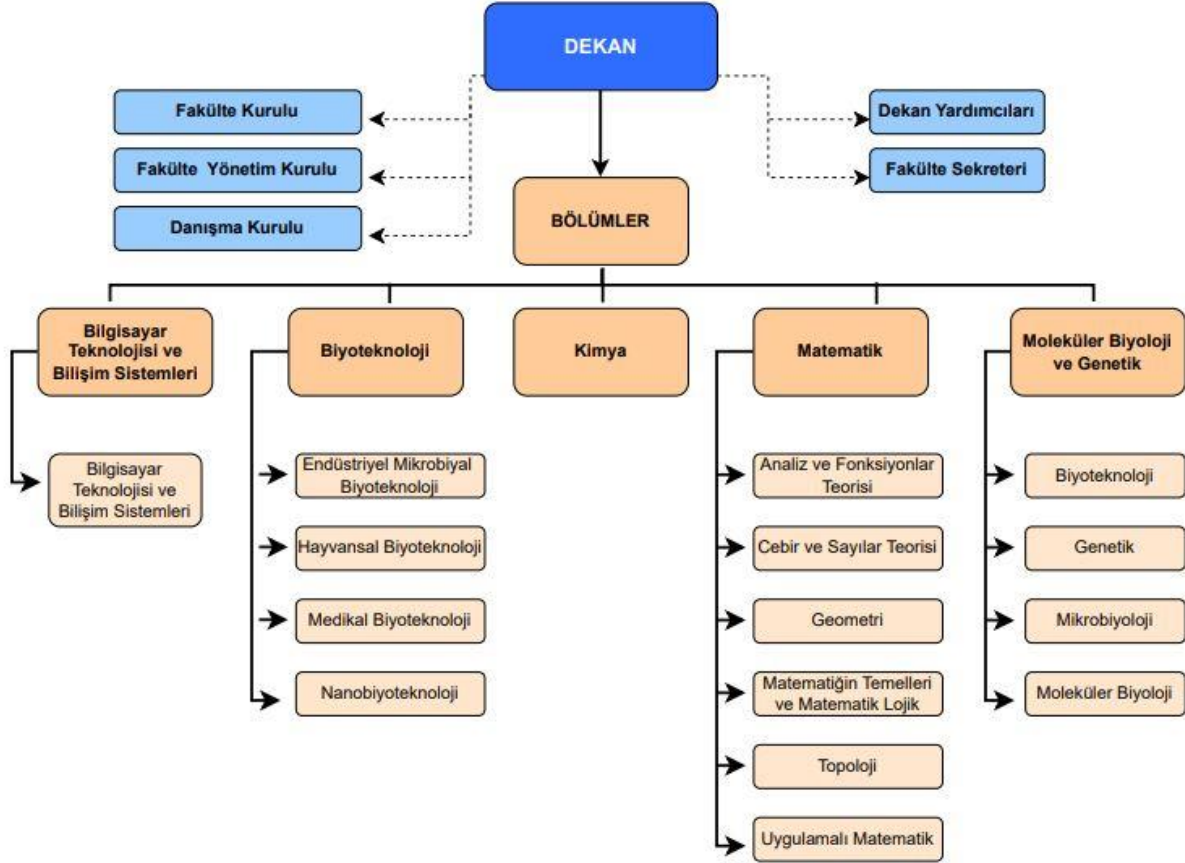 DEKAN
Fakülte Kurulu
Fakülte Yönetim Kurulu
Danışma Kurulu
Dekan Yardımcıları
Fakülte Sekreteri
BÖLÜMLER
Bilgisayar
Teknolojisi ve
Bilişim Sistemleri
Biyoteknoloji
Kimya
Matematik
Moleküler Biyoloji
ve Genetik
Bilgisayar
Teknolojisi ve
Bilişim Sistemleri
Endüstriyel Mikrobiyal
Biyoteknoloji
Hayvansal Biyoteknoloji
Medikal Biyoteknoloji
Nanobiyoteknoloji
Analiz ve Fonksiyonlar
Teorisi
Cebir ve Sayılar Teorisi
Geometri
Matematiğin Temelleri
ve Matematik Lojik
Topoloji
Uygulamalı Matematik
Biyoteknoloji
Genetik
Mikrobiyoloji
Moleküler Biyoloji